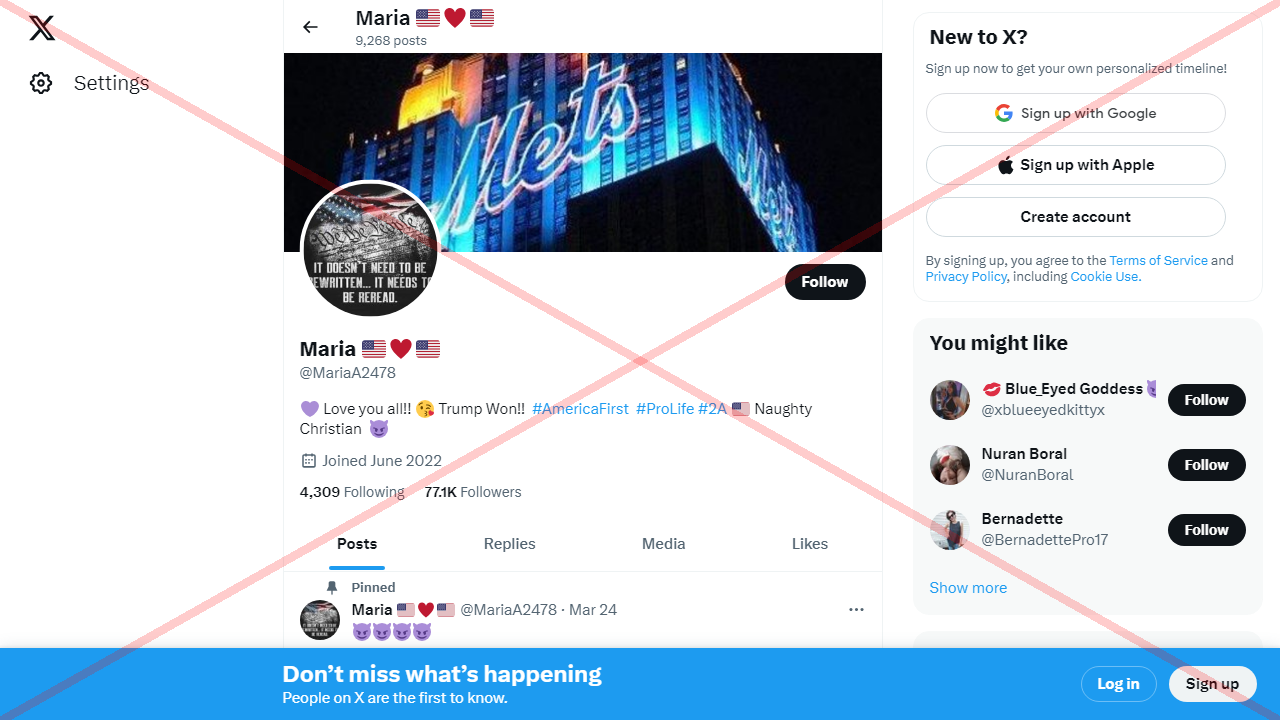 Settings
Maria
9,268 posts
Mets
Mets
We the People
IT DOESN'T NEED TO BE
REWRITTEN... IT NEEDS TO
BE REREAD.
Follow
Maria
@MariaA2478
💜 Love you all!! 😘 Trump Won!! #AmericaFirst #ProLife #2A 🇺🇸 Naughty
Christian 😈
Joined June 2022
4,309 Following 77.1K Followers
Posts Replies Media Likes
Pinned
Maria 🇺🇸❤️🇺🇸 @MariaA2478 · Mar 24
😈😈😈😈
New to X?
Sign up now to get your own personalized timeline!
Sign up with Google
Sign up with Apple
Create account
By signing up, you agree to the Terms of Service and
Privacy Policy, including Cookie Use.
You might like
💋 Blue_Eyed Goddess
@xblueeyedkittyx
Follow
Nuran Boral
@NuranBoral
Follow
Bernadette
@BernadettePro17
Follow
Show more
Don't miss what's happening
People on X are the first to know.
Log in
Sign up